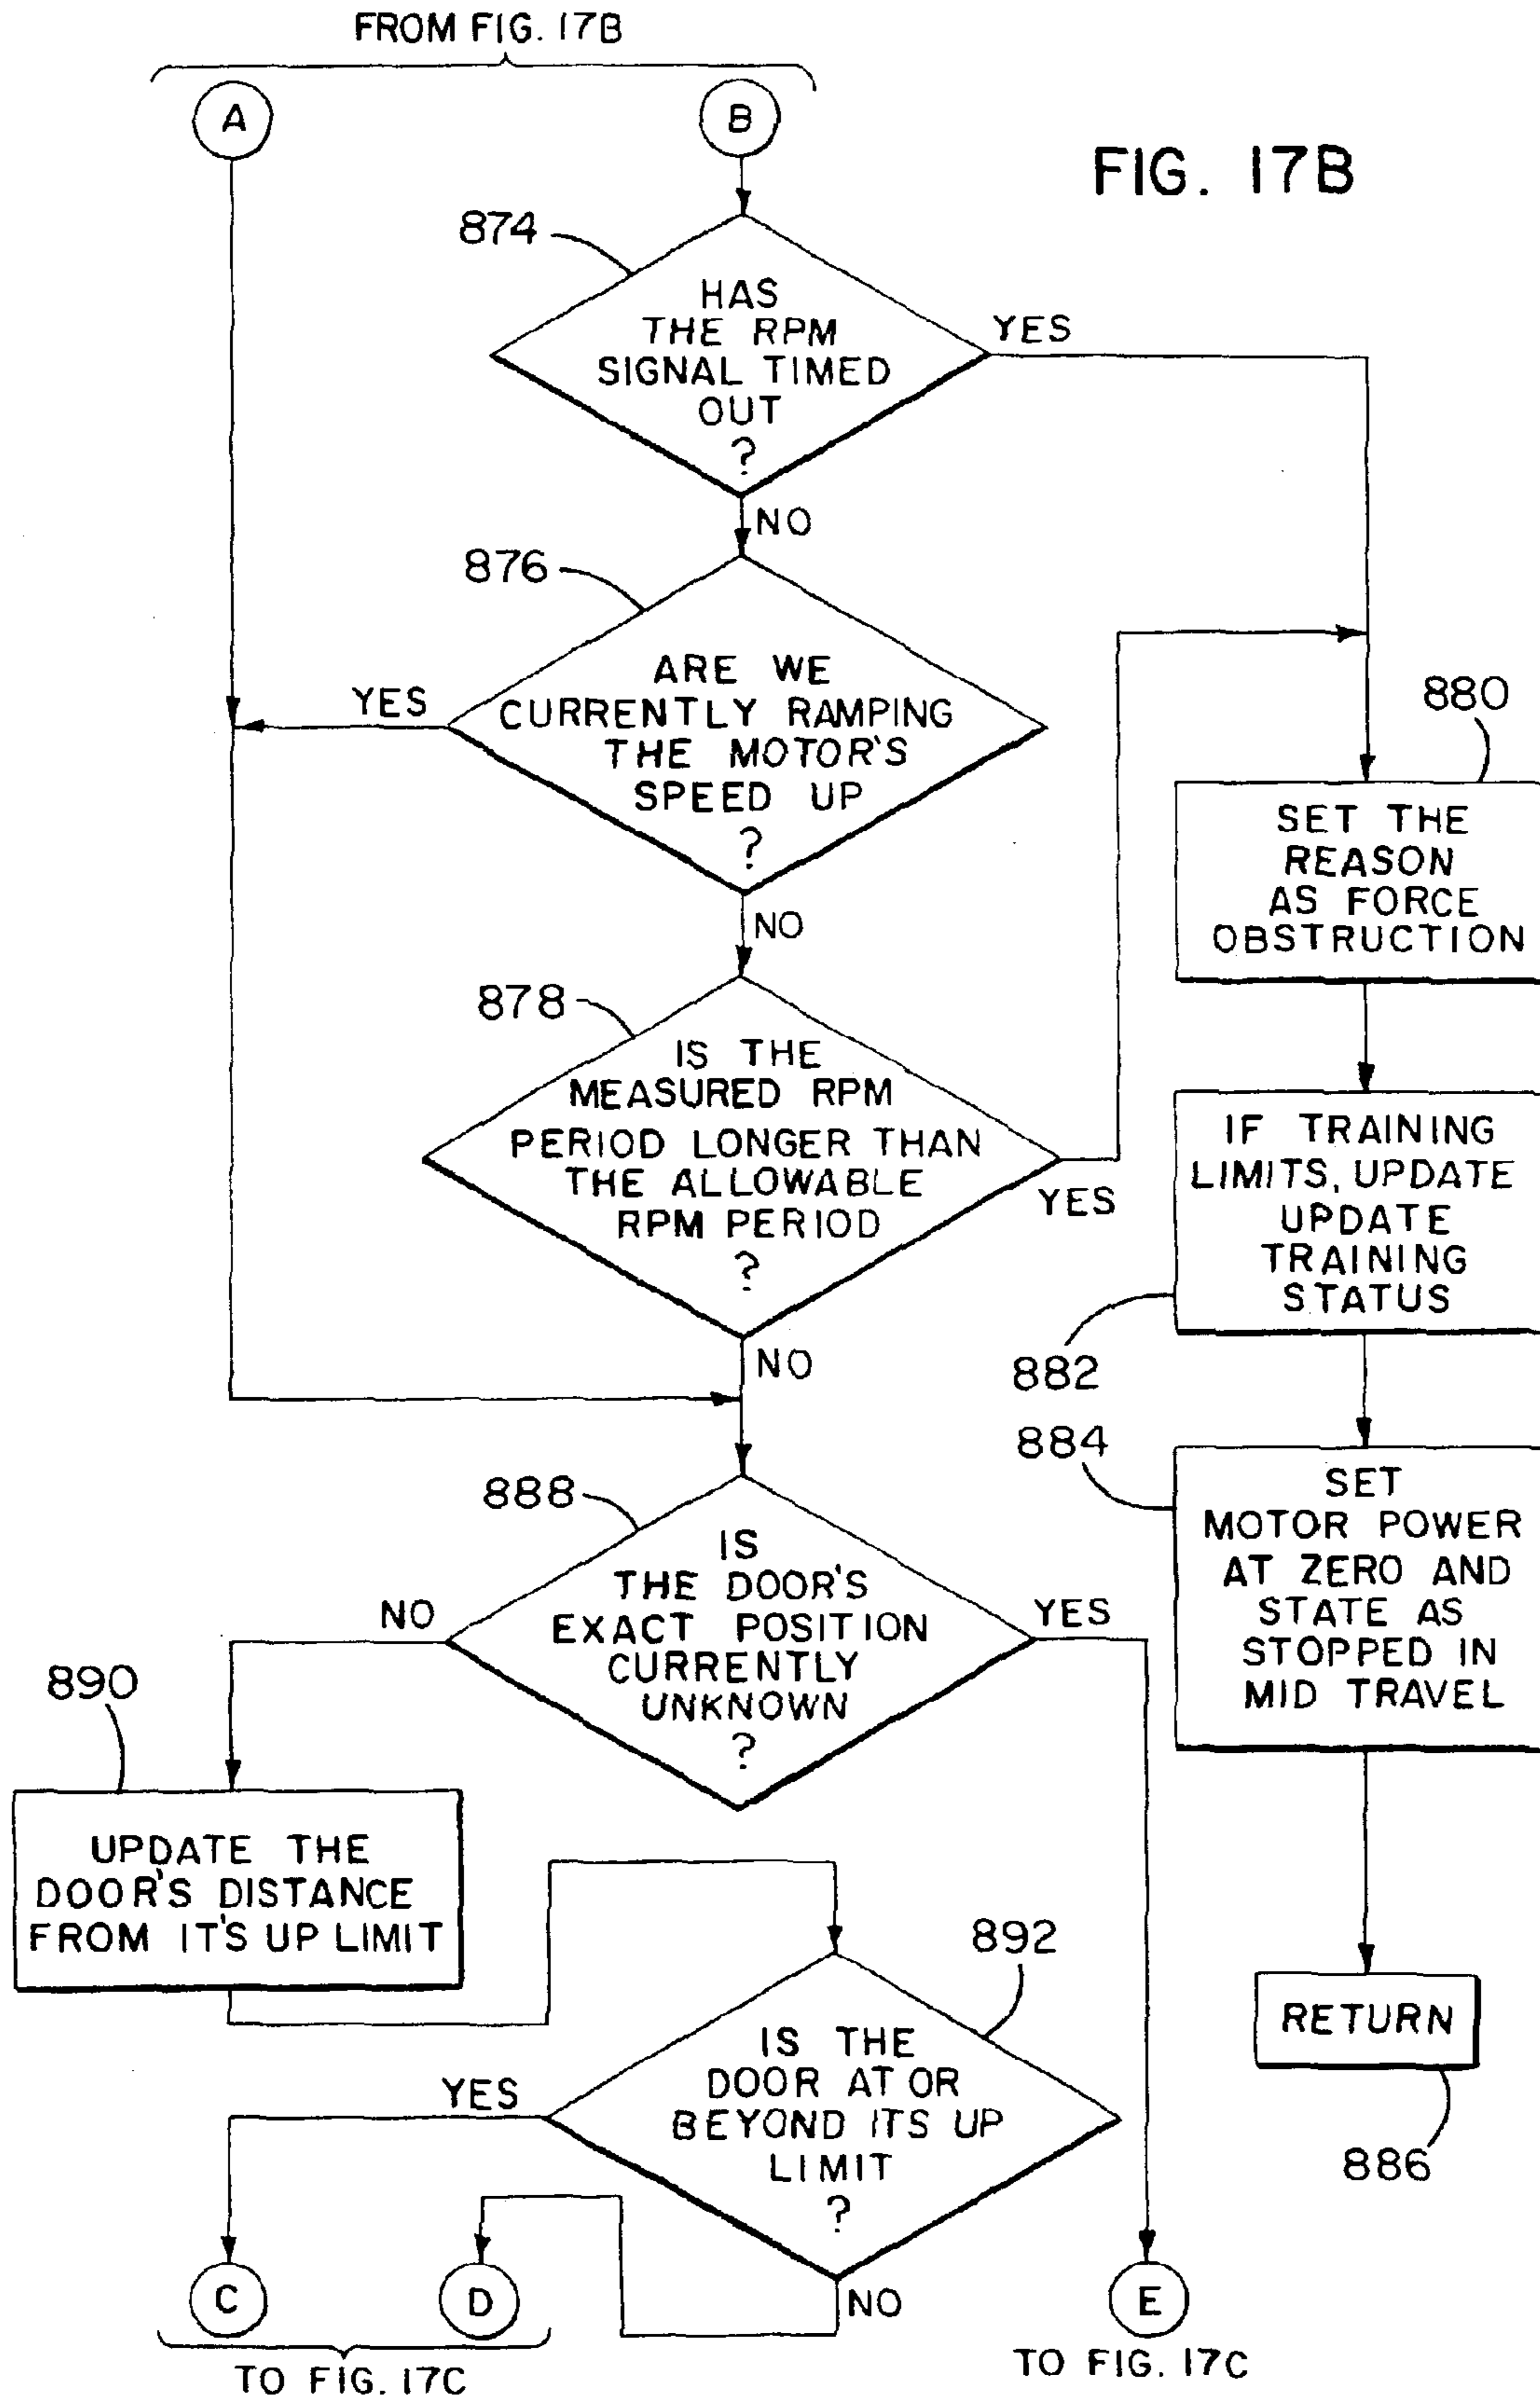 FROM FIG. 17B
A
B
FIG. 17B
874
HAS
THE RPM
SIGNAL TIMED
OUT
?
YES
NO
876
ARE WE
CURRENTLY RAMPING
THE MOTOR'S
SPEED UP
?
YES
NO
878
IS THE
MEASURED RPM
PERIOD LONGER THAN
THE ALLOWABLE
RPM PERIOD
?
YES
NO
880
SET THE
REASON
AS FORCE
OBSTRUCTION
IF TRAINING
LIMITS, UPDATE
UPDATE
TRAINING
STATUS
882
884
SET
MOTOR POWER
AT ZERO AND
STATE AS
STOPPED IN
MID TRAVEL
RETURN
886
888
IS
THE DOOR'S
EXACT POSITION
CURRENTLY
UNKNOWN
?
NO
YES
890
UPDATE THE
DOOR'S DISTANCE
FROM IT'S UP LIMIT
892
IS THE
DOOR AT OR
BEYOND ITS UP
LIMIT
?
YES
NO
C
D
E
TO FIG. 17C
TO FIG. 17C